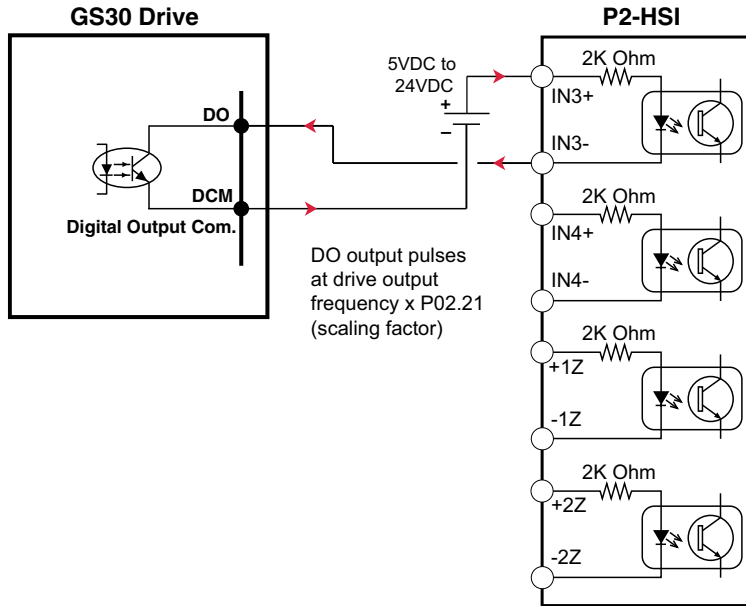 GS30 Drive
P2-HSI
5VDC to
24VDC
+
−
DO
DCM
Digital Output Com.
DO output pulses
at drive output
frequency x P02.21
(scaling factor)
2K Ohm
IN3+
IN3-
2K Ohm
IN4+
IN4-
2K Ohm
+1Z
-1Z
2K Ohm
+2Z
-2Z